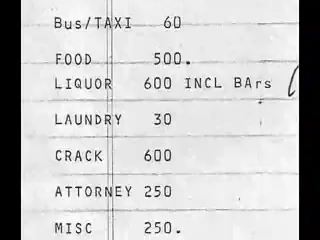 Bus/TAXI 60
FOOD 500.
LIQUOR 600 INCL BArs
LAUNDRY 30
CRACK 600
ATTORNEY 250
MISC 250.